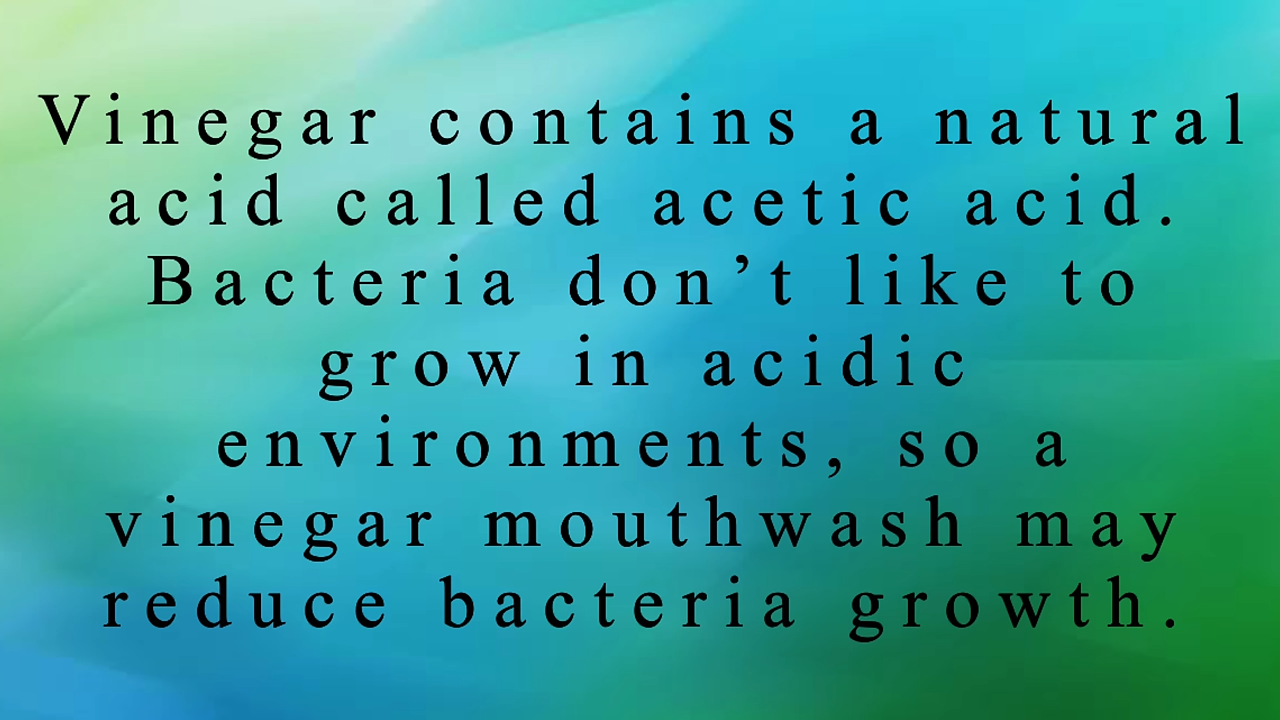 Vinegar contains a natural
acid called acetic acid.
Bacteria don’t like to
grow in acidic
environments, so a
vinegar mouthwash may
reduce bacteria growth.